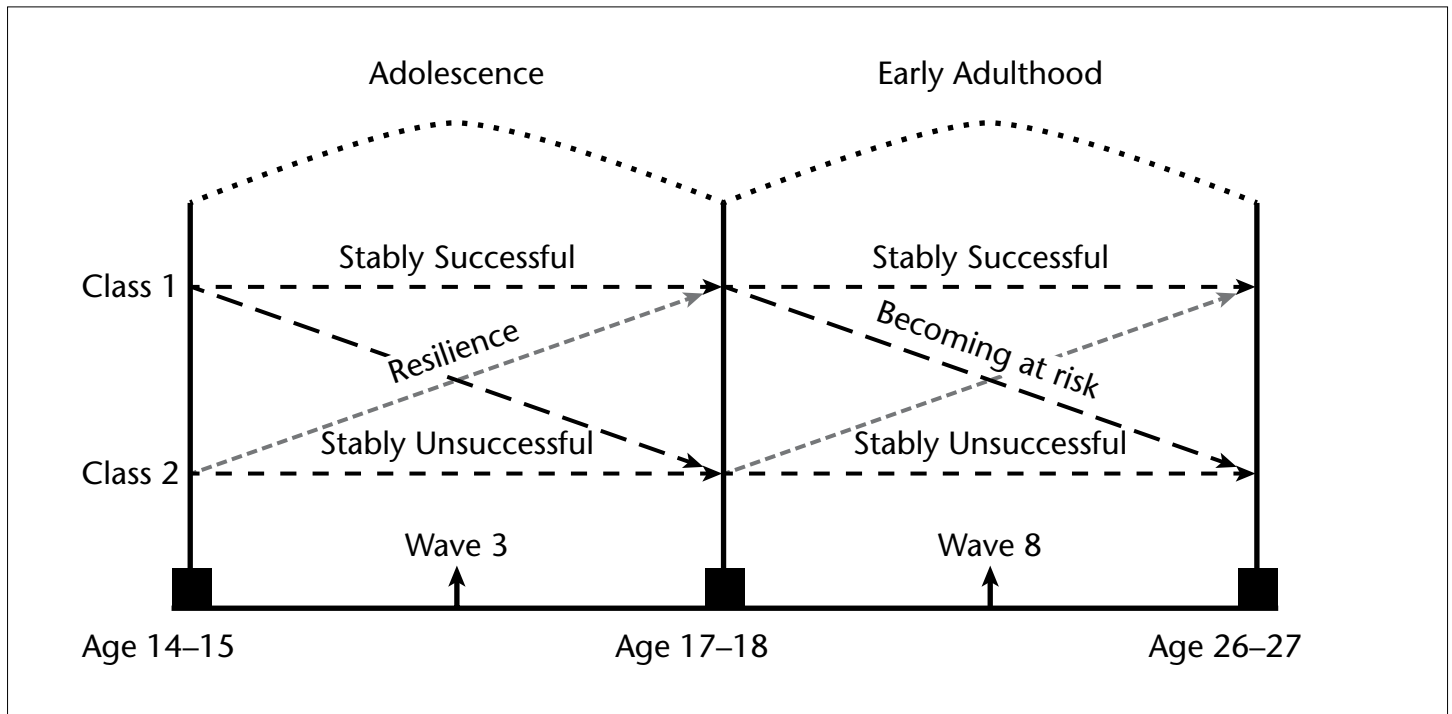 Adolescence
Early Adulthood
Stably Successful
Stably Successful
Class 1
Becoming at risk
Resilience
Stably Unsuccessful
Stably Unsuccessful
Class 2
Wave 3
Wave 8
Age 14–15
Age 17–18
Age 26–27